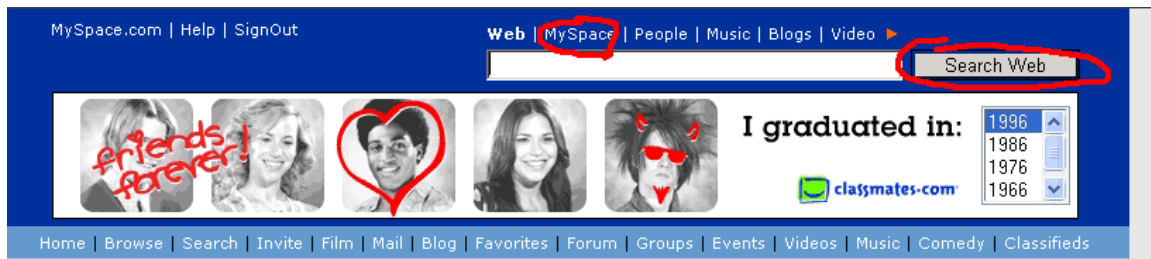 MySpace.com | Help | SignOut
Web | MySpace | People | Music | Blogs | Video
Search Web
friends
forever!
I graduated in:
1996
1986
1976
1966
classmates.com
Home | Browse | Search | Invite | Film | Mail | Blog | Favorites | Forum | Groups | Events | Videos | Music | Comedy | Classifieds